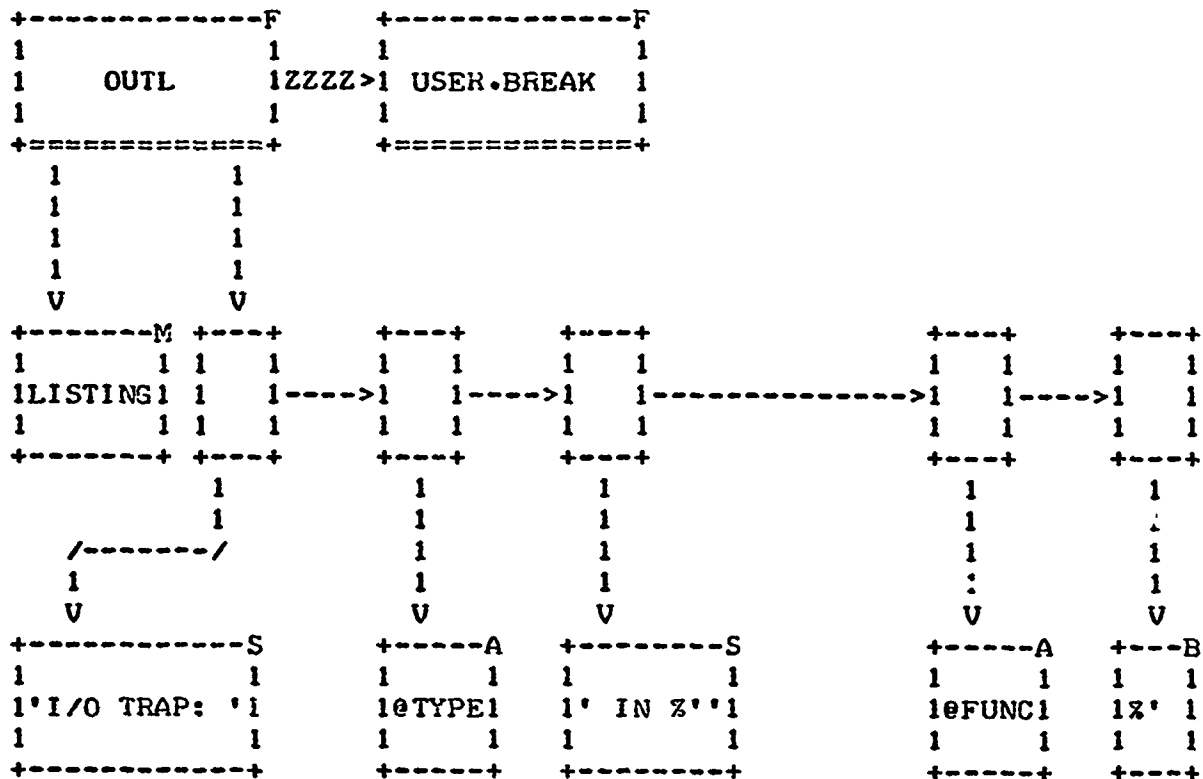 F F
OUTL ZZZZ> USER.BREAK
M
LISTING
S A S A B
'I/O TRAP: ' @TYPE ' IN %'' @FUNC %'